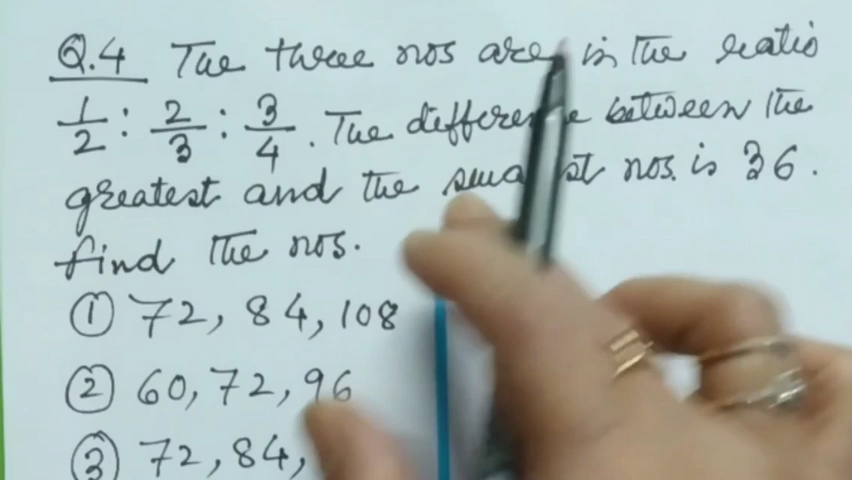 Q.4 The three nos are in the ratio
1/2 : 2/3 : 3/4 . The difference between the
greatest and the nos. is 36.
find the nos.
① 72, 84, 108
② 60, 72, 96
③ 72, 84,